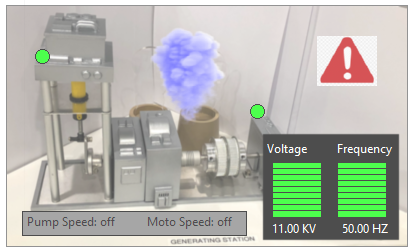 Voltage Frequency
11.00 KV 50.00 HZ
Pump Speed: off Moto Speed: off
GENERATING STATION